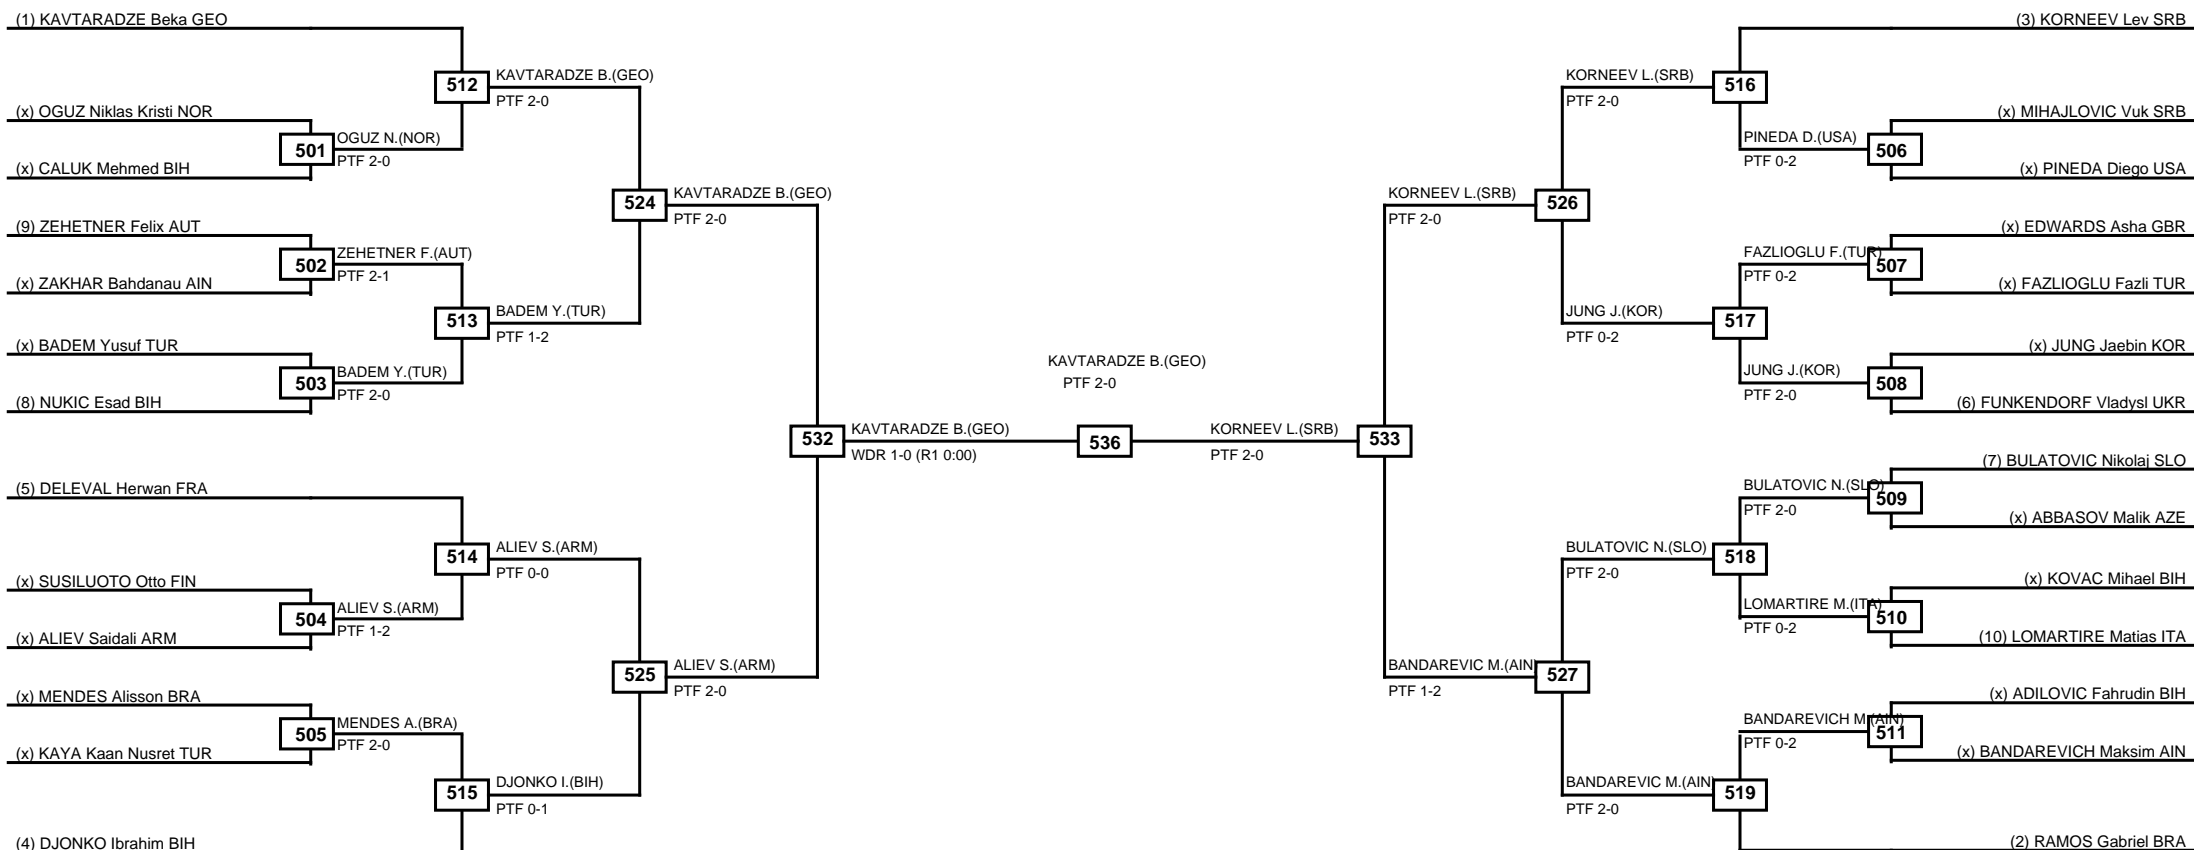 (1) KAVTARADZE Beka GEO
(x) OGUZ Niklas Kristi NOR
(x) CALUK Mehmed BIH
(9) ZEHETNER Felix AUT
(x) ZAKHAR Bahdanau AIN
(x) BADEM Yusuf TUR
(8) NUKIC Esad BIH
(5) DELEVAL Herwan FRA
(x) SUSILUOTO Otto FIN
(x) ALIEV Saidali ARM
(x) MENDES Alisson BRA
(x) KAYA Kaan Nusret TUR
(4) DJONKO Ibrahim BIH
501
OGUZ N.(NOR)
PTF 2-0
502
ZEHETNER F.(AUT)
PTF 2-1
503
BADEM Y.(TUR)
PTF 2-0
504
ALIEV S.(ARM)
PTF 1-2
505
MENDES A.(BRA)
PTF 2-0
512
KAVTARADZE B.(GEO)
PTF 2-0
513
BADEM Y.(TUR)
PTF 1-2
514
ALIEV S.(ARM)
PTF 0-0
515
DJONKO I.(BIH)
PTF 0-1
524
KAVTARADZE B.(GEO)
PTF 2-0
525
ALIEV S.(ARM)
PTF 2-0
532
KAVTARADZE B.(GEO)
WDR 1-0 (R1 0:00)
KAVTARADZE B.(GEO)
PTF 2-0
536
KORNEEV L.(SRB)
PTF 2-0
533
KORNEEV L.(SRB)
PTF 2-0
526
BANDAREVIC M.(AIN)
PTF 1-2
527
KORNEEV L.(SRB)
PTF 2-0
516
JUNG J.(KOR)
PTF 0-2
517
BULATOVIC N.(SLO)
PTF 2-0
518
BANDAREVIC M.(AIN)
PTF 2-0
519
PINEDA D.(USA)
PTF 0-2
506
FAZLIOGLU F.(TUR)
PTF 0-2
507
JUNG J.(KOR)
PTF 2-0
508
BULATOVIC N.(SLO)
PTF 2-0
509
LOMARTIRE M.(ITA)
PTF 0-2
510
BANDAREVICH M.(AIN)
PTF 0-2
511
(3) KORNEEV Lev SRB
(x) MIHAJLOVIC Vuk SRB
(x) PINEDA Diego USA
(x) EDWARDS Asha GBR
(x) FAZLIOGLU Fazli TUR
(x) JUNG Jaebin KOR
(6) FUNKENDORF Vladysl UKR
(7) BULATOVIC Nikolaj SLO
(x) ABBASOV Malik AZE
(x) KOVAC Mihael BIH
(10) LOMARTIRE Matias ITA
(x) ADILOVIC Fahrudin BIH
(x) BANDAREVICH Maksim AIN
(2) RAMOS Gabriel BRA